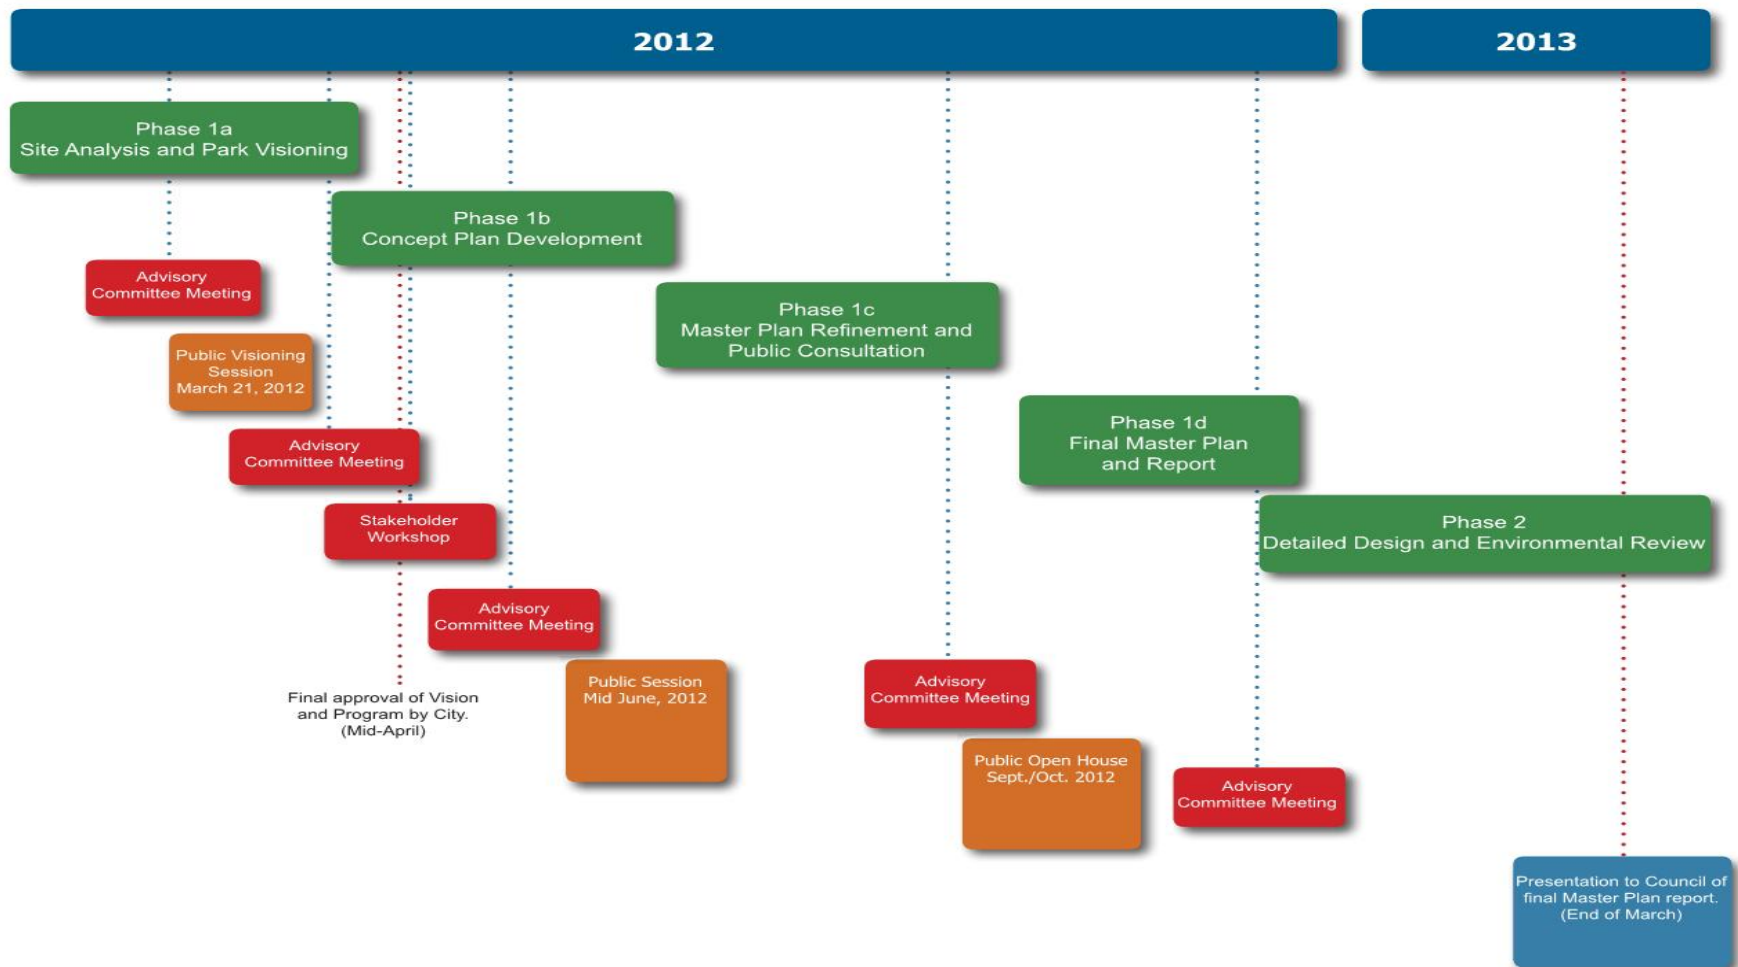 2012
2013
Phase 1a
Site Analysis and Park Visioning
Phase 1b
Concept Plan Development
Advisory
Committee Meeting
Phase 1c
Master Plan Refinement and
Public Consultation
Public Visioning
Session
March 21, 2012
Phase 1d
Final Master Plan
and Report
Advisory
Committee Meeting
Stakeholder
Workshop
Phase 2
Detailed Design and Environmental Review
Advisory
Committee Meeting
Final approval of Vision
and Program by City.
(Mid-April)
Public Session
Mid June, 2012
Advisory
Committee Meeting
Public Open House
Sept./Oct. 2012
Advisory
Committee Meeting
Presentation to Council of
final Master Plan report.
(End of March)